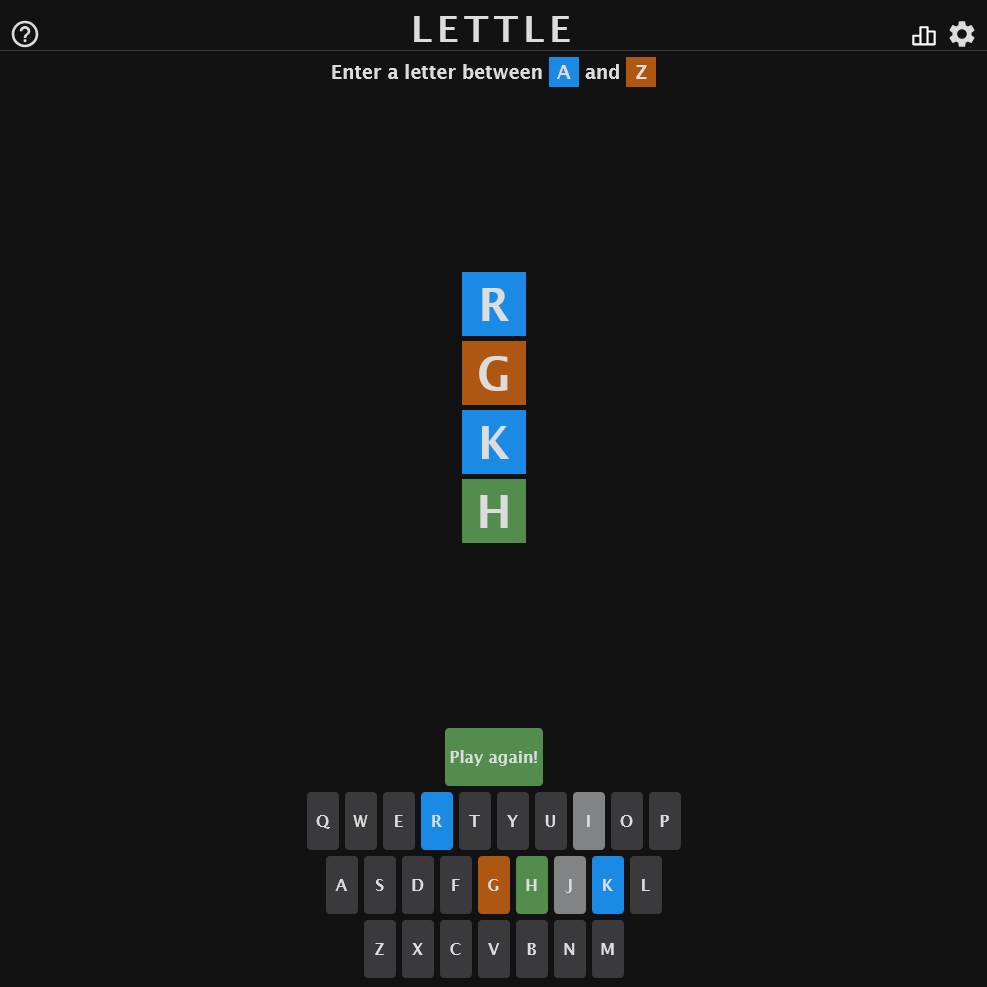 LETTLE
Enter a letter between A and Z
R
G
K
H
Play again!
Q W E R T Y U I O P
A S D F G H J K L
Z X C V B N M